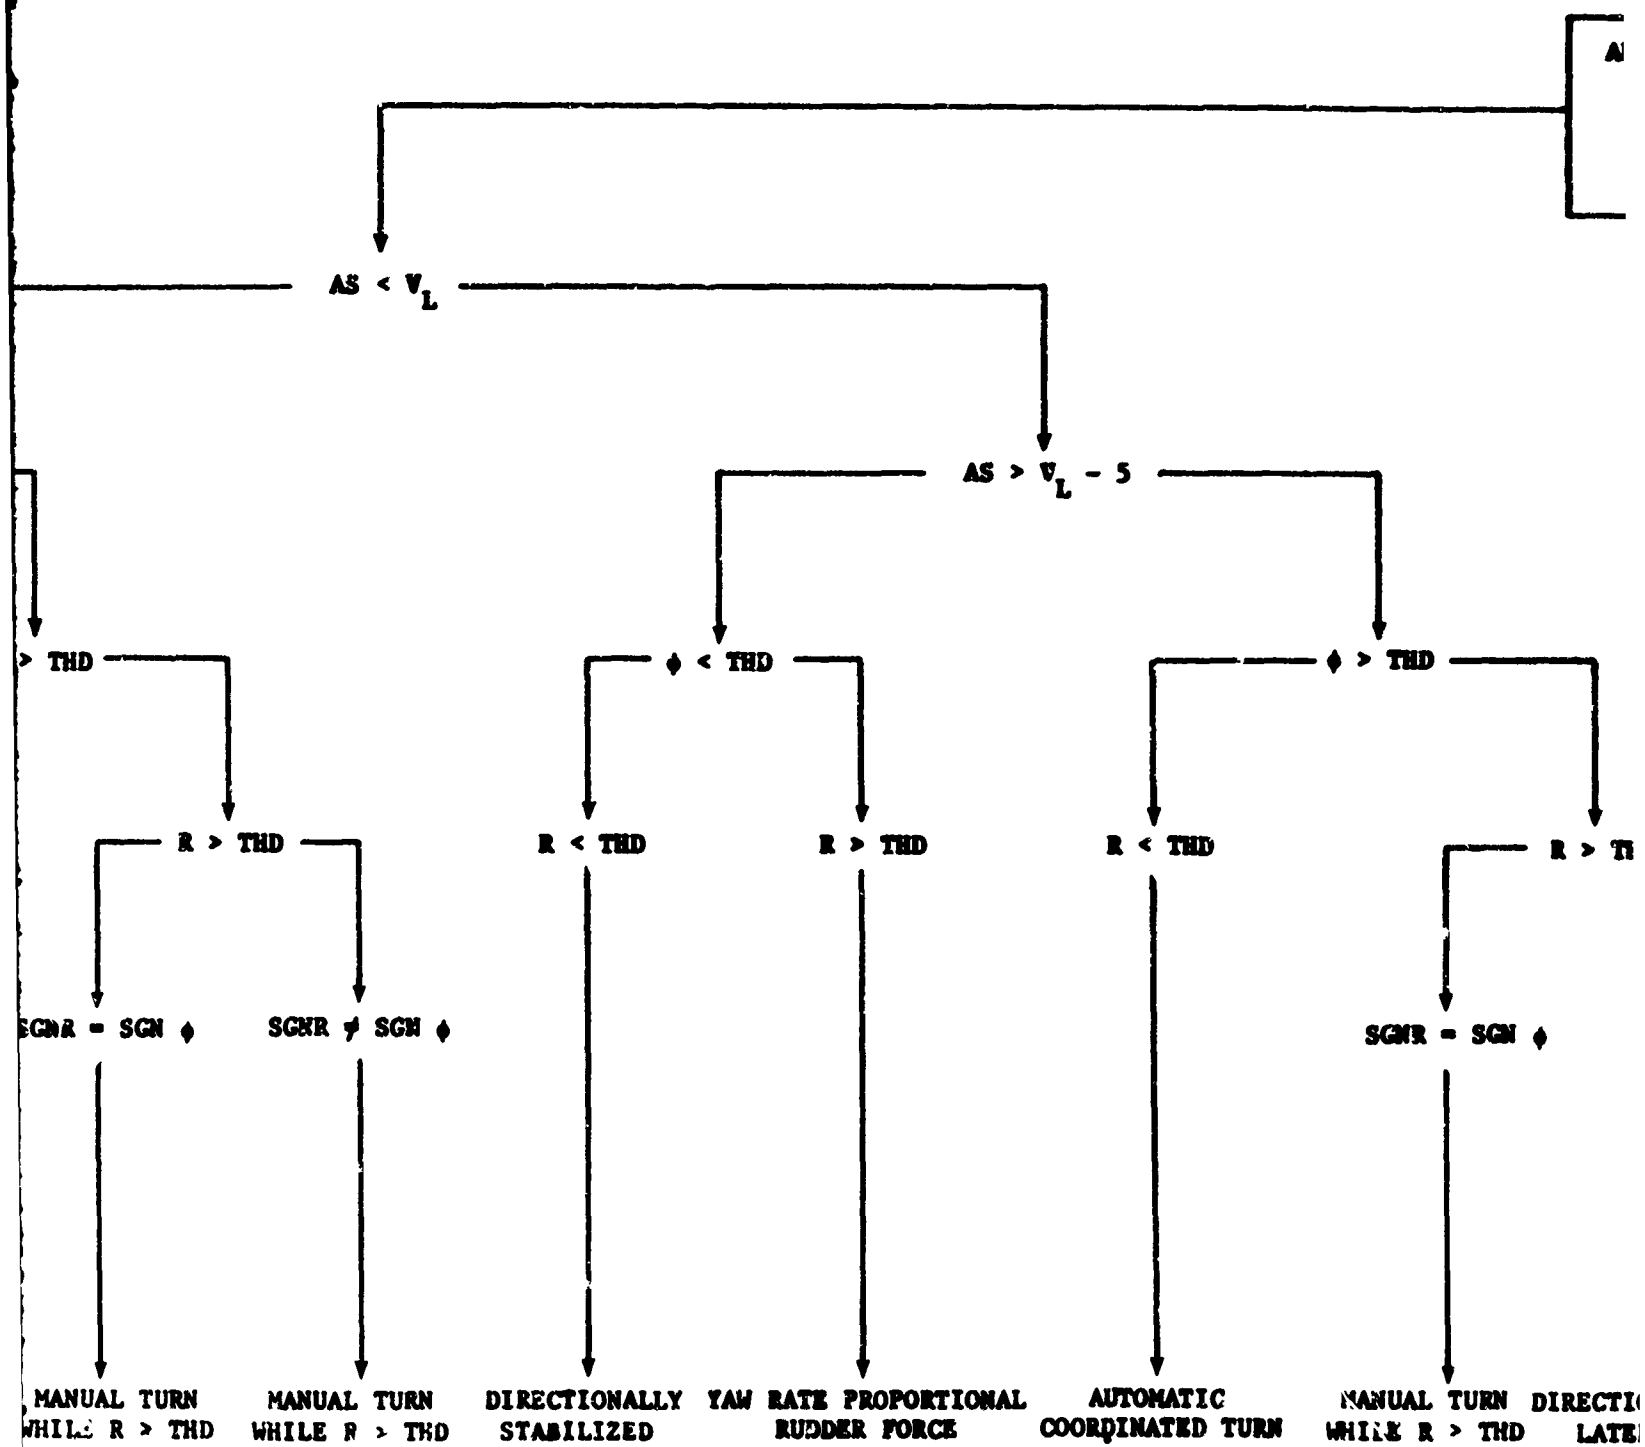 AS < V_L
AS > V_L - 5
> THD
φ < THD
φ > THD
R > THD
R < THD
R > THD
R < THD
R >
SGNR = SGN φ
SGNR ≠ SGN φ
SGNR = SGN φ
MANUAL TURN
WHILE R > THD
MANUAL TURN
WHILE R > THD
DIRECTIONALLY
STABILIZED
YAW RATE PROPORTIONAL
RUDDER FORCE
AUTOMATIC
COORDINATED TURN
MANUAL TURN
WHILE R > THD